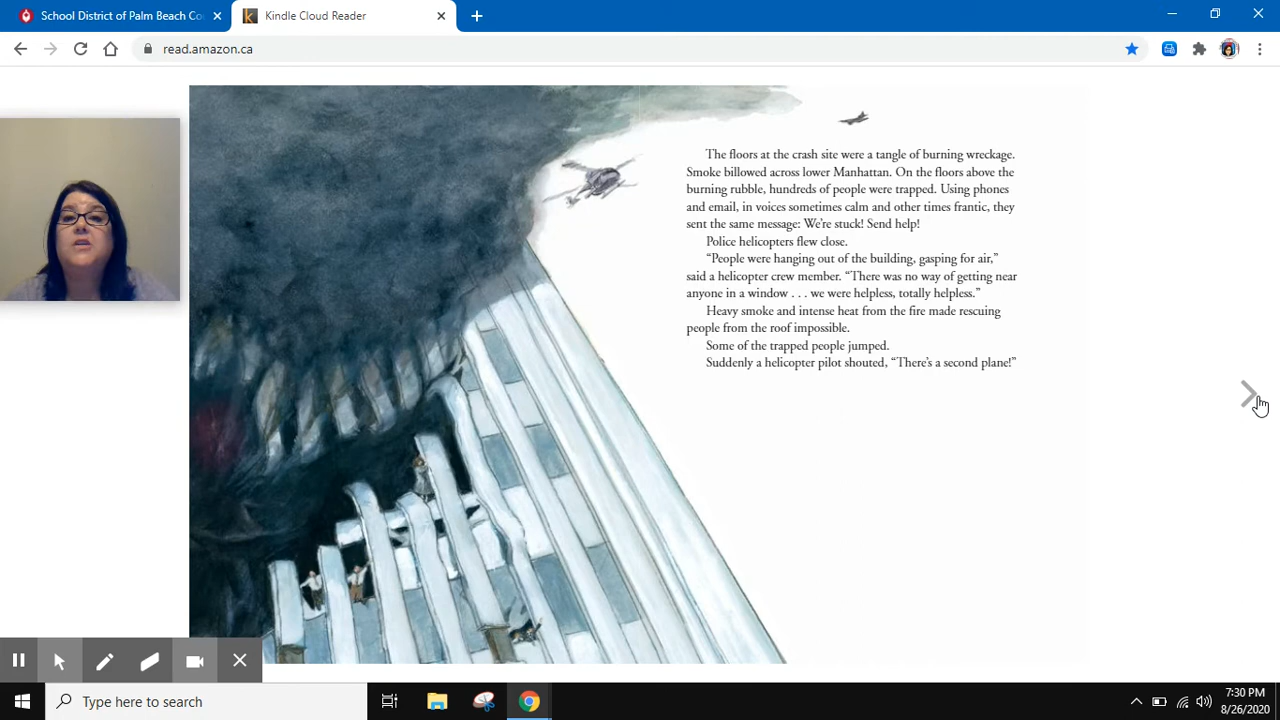 School District of Palm Beach Co
Kindle Cloud Reader
read.amazon.ca
The floors at the crash site were a tangle of burning wreckage.
Smoke billowed across lower Manhattan. On the floors above the
burning rubble, hundreds of people were trapped. Using phones
and email, in voices sometimes calm and other times frantic, they
sent the same message: We're stuck! Send help!
Police helicopters flew close.
“People were hanging out of the building, gasping for air,”
said a helicopter crew member. “There was no way of getting near
anyone in a window . . . we were helpless, totally helpless.”
Heavy smoke and intense heat from the fire made rescuing
people from the roof impossible.
Some of the trapped people jumped.
Suddenly a helicopter pilot shouted, “There's a second plane!”
Type here to search
7:30 PM
8/26/2020